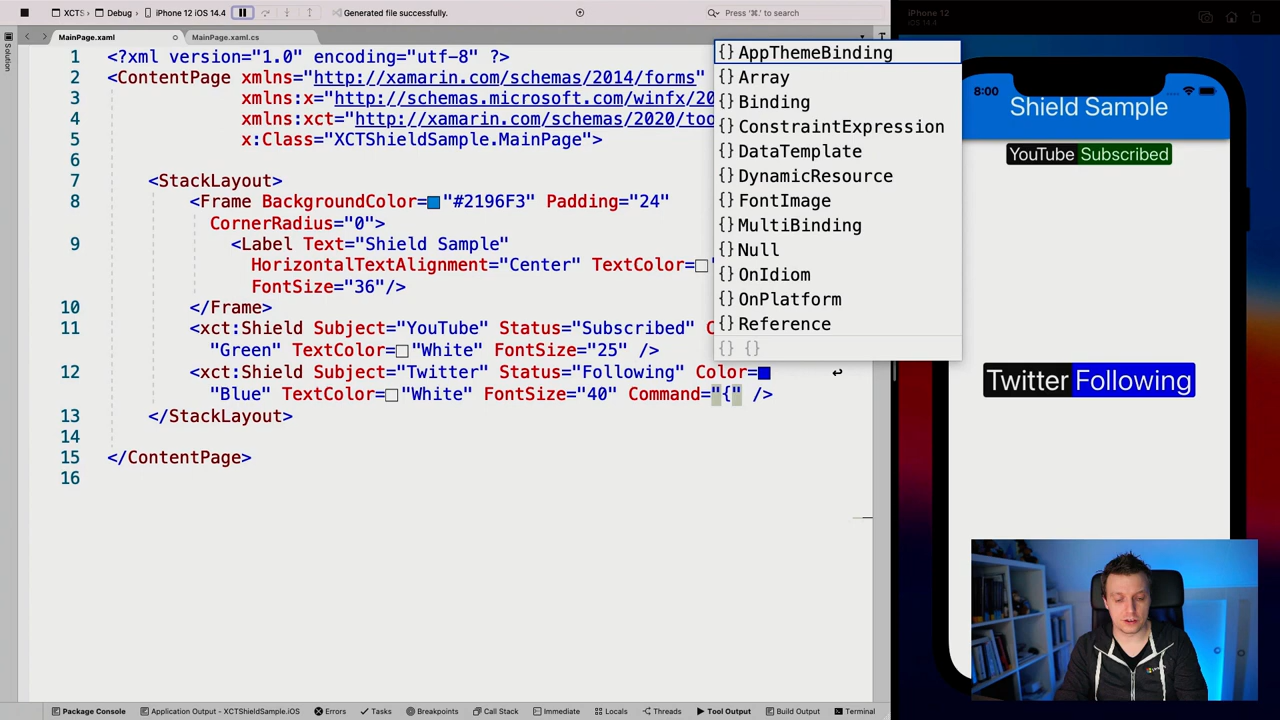 XCTS
Debug
iPhone 12 iOS 14.4
Generated file successfully.
Press '⌘.' to search
iPhone 12
iOS 14.4
Solution
MainPage.xaml
MainPage.xaml.cs
1 <?xml version="1.0" encoding="utf-8" ?>
2 <ContentPage xmlns="http://xamarin.com/schemas/2014/forms"
3 xmlns:x="http://schemas.microsoft.com/winfx/20
4 xmlns:xct="http://xamarin.com/schemas/2020/too
5 x:Class="XCTShieldSample.MainPage">
6
7 <StackLayout>
8 <Frame BackgroundColor="#2196F3" Padding="24"
CornerRadius="0">
9 <Label Text="Shield Sample"
HorizontalTextAlignment="Center" TextColor=
FontSize="36"/>
10 </Frame>
11 <xct:Shield Subject="YouTube" Status="Subscribed" C
"Green" TextColor="White" FontSize="25" />
12 <xct:Shield Subject="Twitter" Status="Following" Color=
"Blue" TextColor="White" FontSize="40" Command="{" />
13 </StackLayout>
14
15 </ContentPage>
16
{} AppThemeBinding
{} Array
{} Binding
{} ConstraintExpression
{} DataTemplate
{} DynamicResource
{} FontImage
{} MultiBinding
{} Null
{} OnIdiom
{} OnPlatform
{} Reference
{} {}
8:00
Shield Sample
YouTube Subscribed
Twitter Following
Package Console
Application Output - XCTShieldSample.iOS
Errors
Tasks
Breakpoints
Call Stack
Immediate
Locals
Threads
Tool Output
Build Output
Terminal